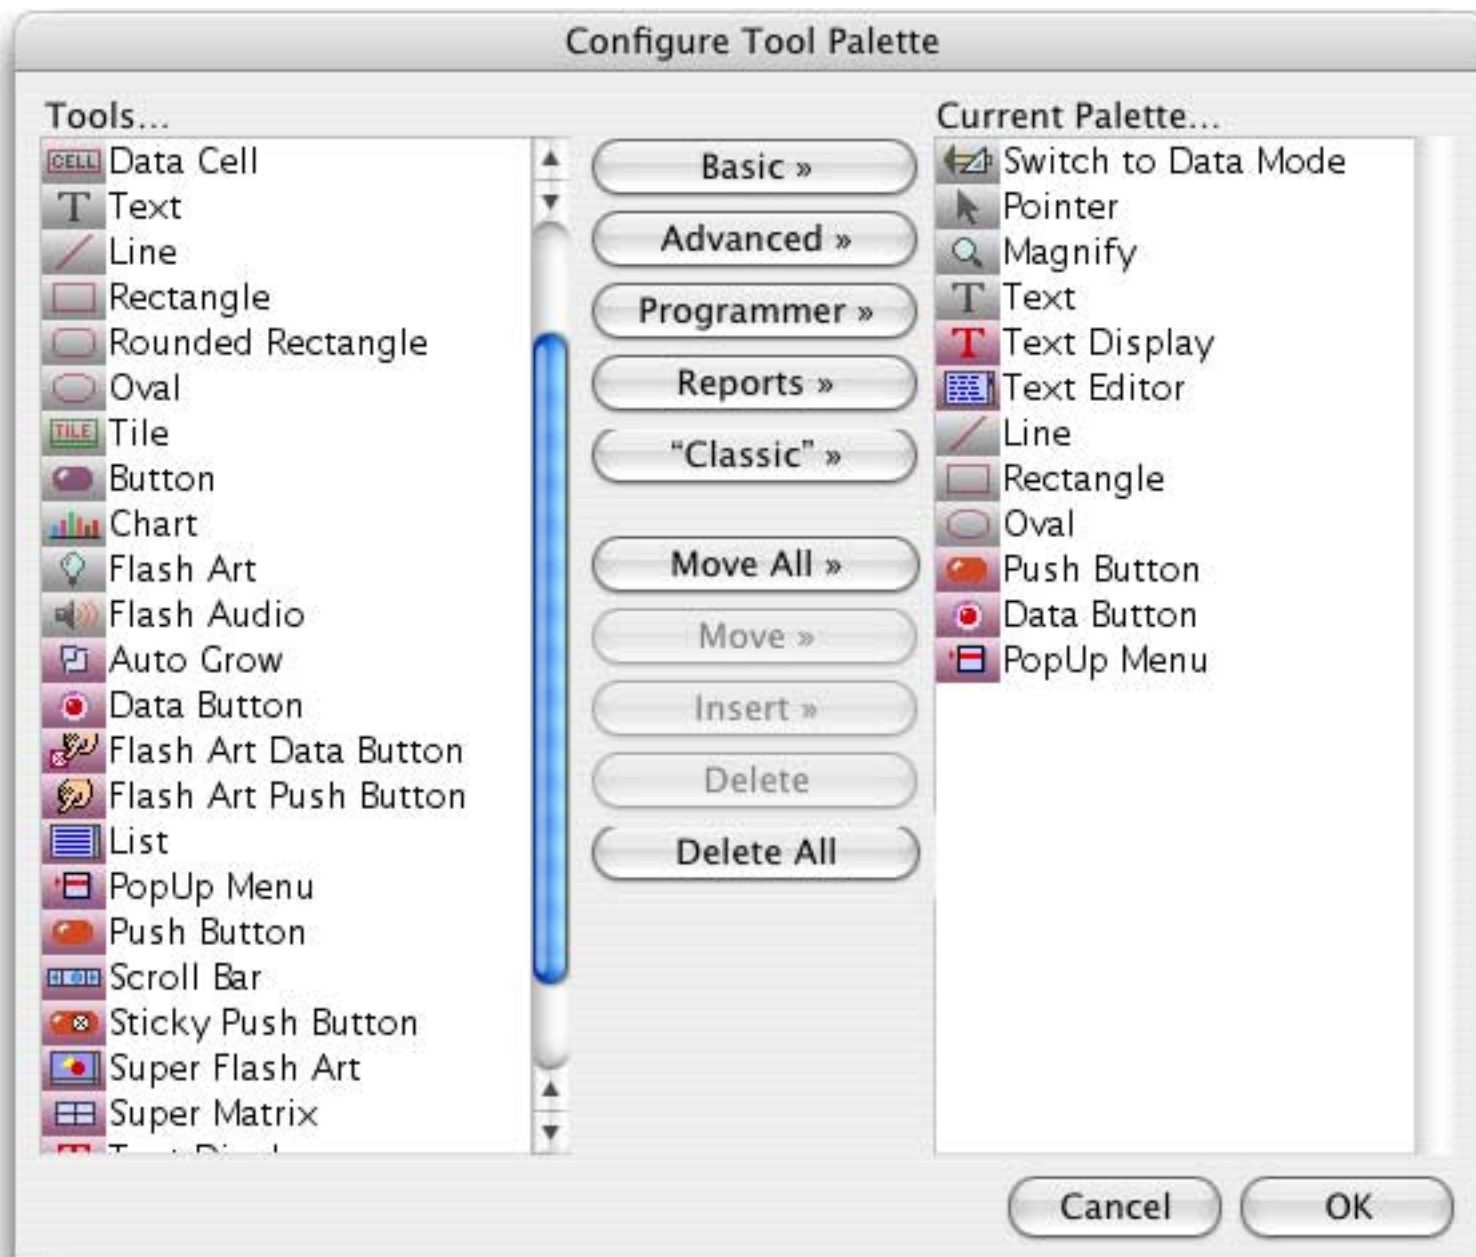 Configure Tool Palette
Tools...
CELL Data Cell
T Text
Line
Rectangle
Rounded Rectangle
Oval
TILE Tile
Button
Chart
Flash Art
Flash Audio
Auto Grow
Data Button
Flash Art Data Button
Flash Art Push Button
List
PopUp Menu
Push Button
Scroll Bar
Sticky Push Button
Super Flash Art
Super Matrix
Basic »
Advanced »
Programmer »
Reports »
“Classic” »
Move All »
Move »
Insert »
Delete
Delete All
Current Palette...
Switch to Data Mode
Pointer
Magnify
T Text
T Text Display
Text Editor
Line
Rectangle
Oval
Push Button
Data Button
PopUp Menu
Cancel
OK